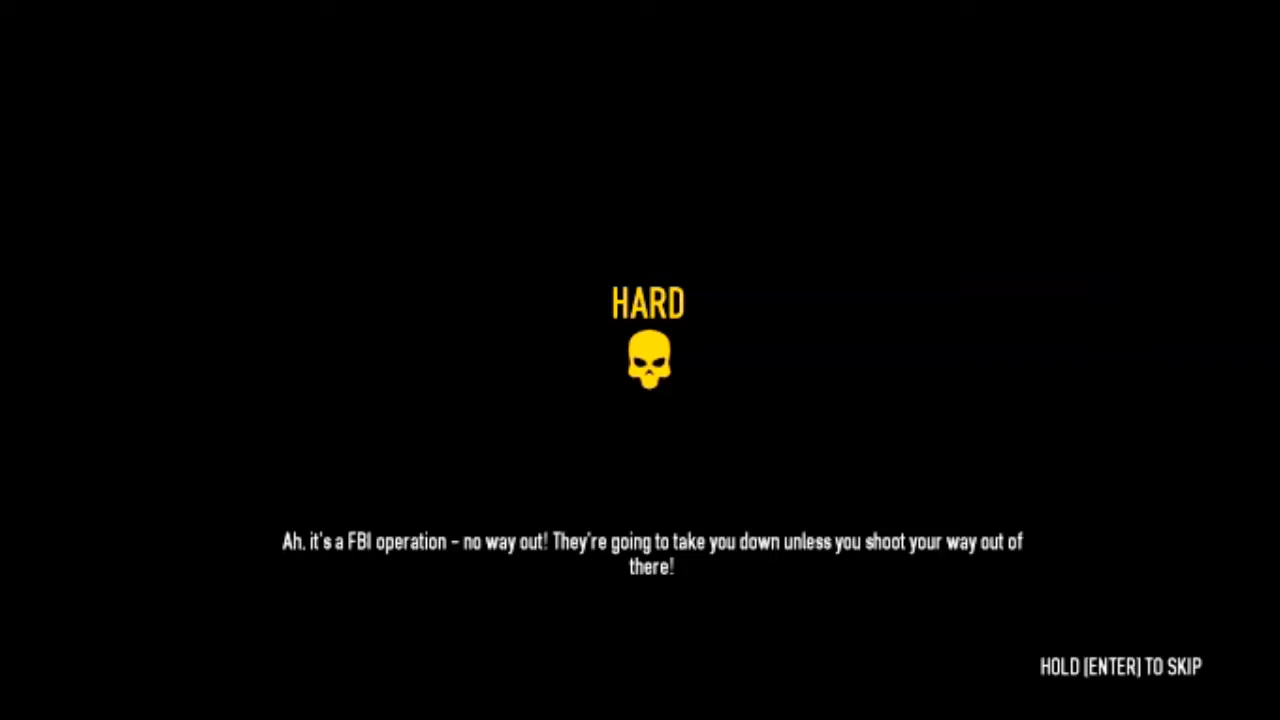 HARD
Ah, it's a FBI operation - no way out! They're going to take you down unless you shoot your way out of
there!
HOLD [ENTER] TO SKIP